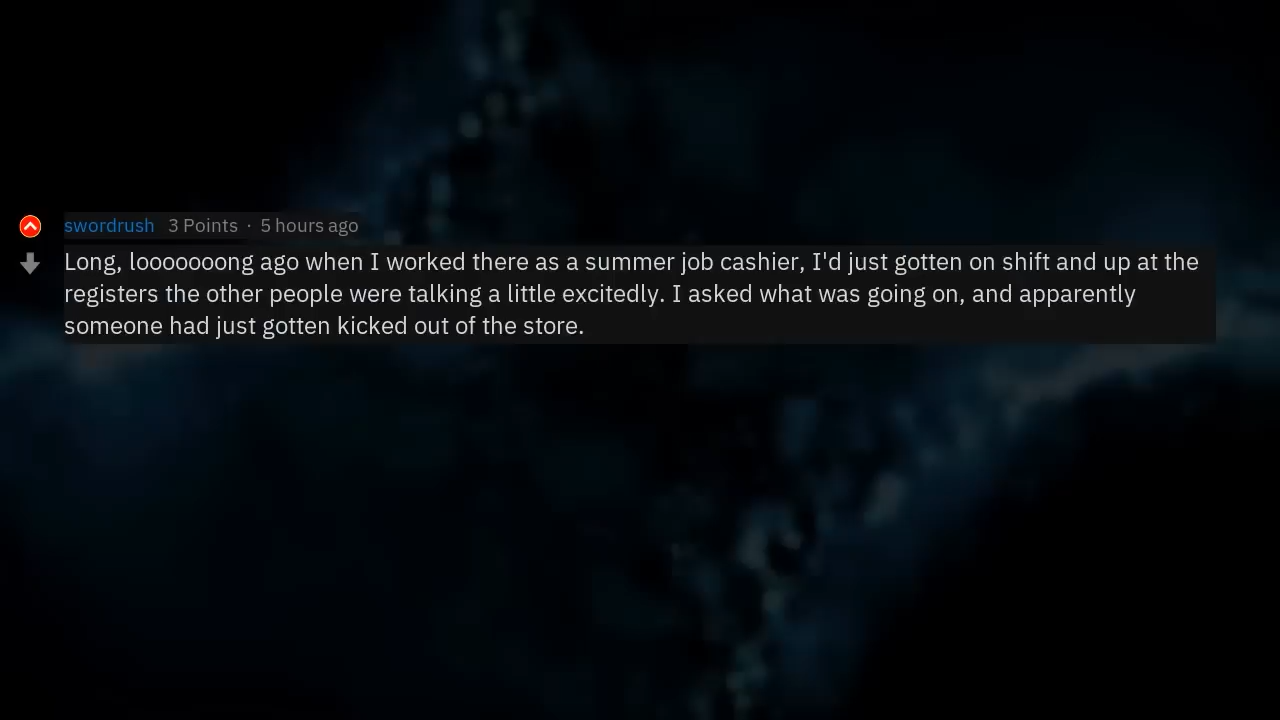 swordrush 3 Points · 5 hours ago
Long, looooooong ago when I worked there as a summer job cashier, I'd just gotten on shift and up at the
registers the other people were talking a little excitedly. I asked what was going on, and apparently
someone had just gotten kicked out of the store.